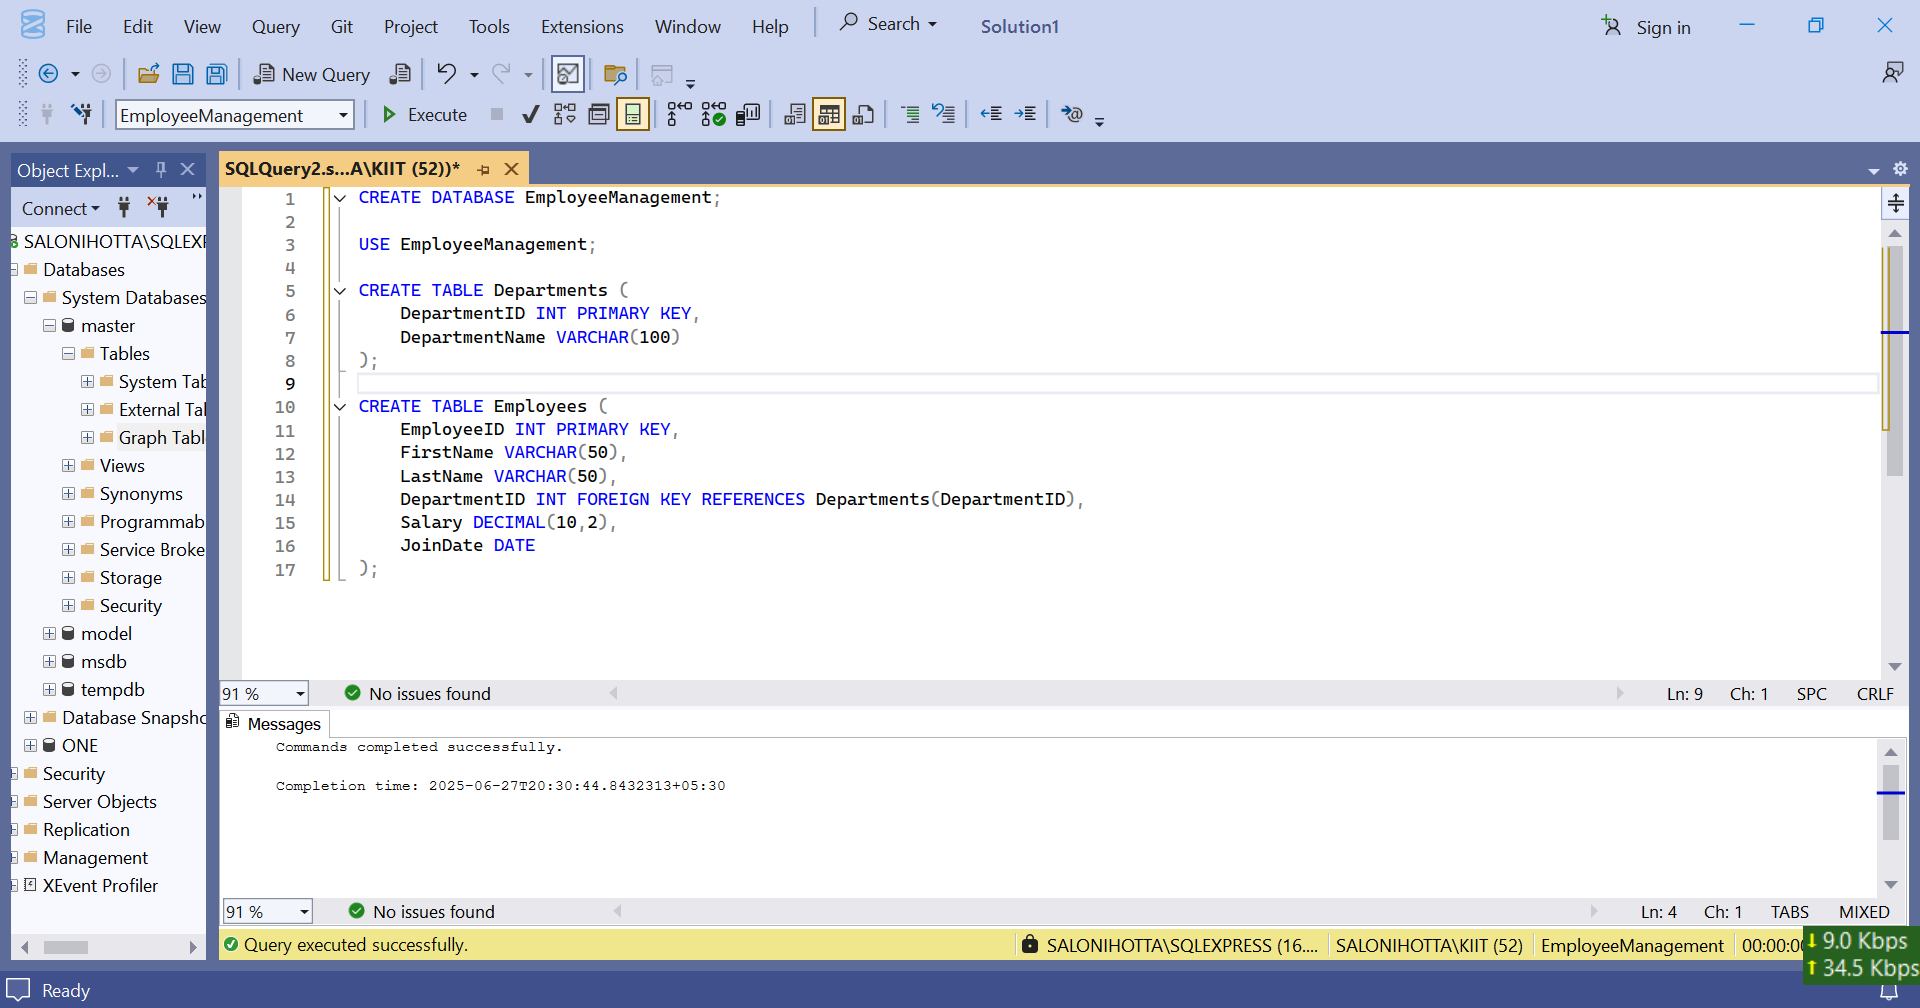 File Edit View Query Git Project Tools Extensions Window Help Search Solution1 Sign in
New Query
EmployeeManagement Execute
Object Expl...
Connect
SALONIHOTTA\SQLEXPR
Databases
System Databases
master
Tables
System Tab
External Tal
Graph Tabl
Views
Synonyms
Programmab
Service Broke
Storage
Security
model
msdb
tempdb
Database Snapsho
ONE
Security
Server Objects
Replication
Management
XEvent Profiler
SQLQuery2.s...A\KIIT (52))*
1 CREATE DATABASE EmployeeManagement;
2
3 USE EmployeeManagement;
4
5 CREATE TABLE Departments (
6 DepartmentID INT PRIMARY KEY,
7 DepartmentName VARCHAR(100)
8 );
9
10 CREATE TABLE Employees (
11 EmployeeID INT PRIMARY KEY,
12 FirstName VARCHAR(50),
13 LastName VARCHAR(50),
14 DepartmentID INT FOREIGN KEY REFERENCES Departments(DepartmentID),
15 Salary DECIMAL(10,2),
16 JoinDate DATE
17 );
91 % No issues found Ln: 9 Ch: 1 SPC CRLF
Messages
Commands completed successfully.
Completion time: 2025-06-27T20:30:44.8432313+05:30
91 % No issues found Ln: 4 Ch: 1 TABS MIXED
Query executed successfully. SALONIHOTTA\SQLEXPRESS (16.... SALONIHOTTA\KIIT (52) EmployeeManagement 00:00:00
9.0 Kbps
34.5 Kbps
Ready